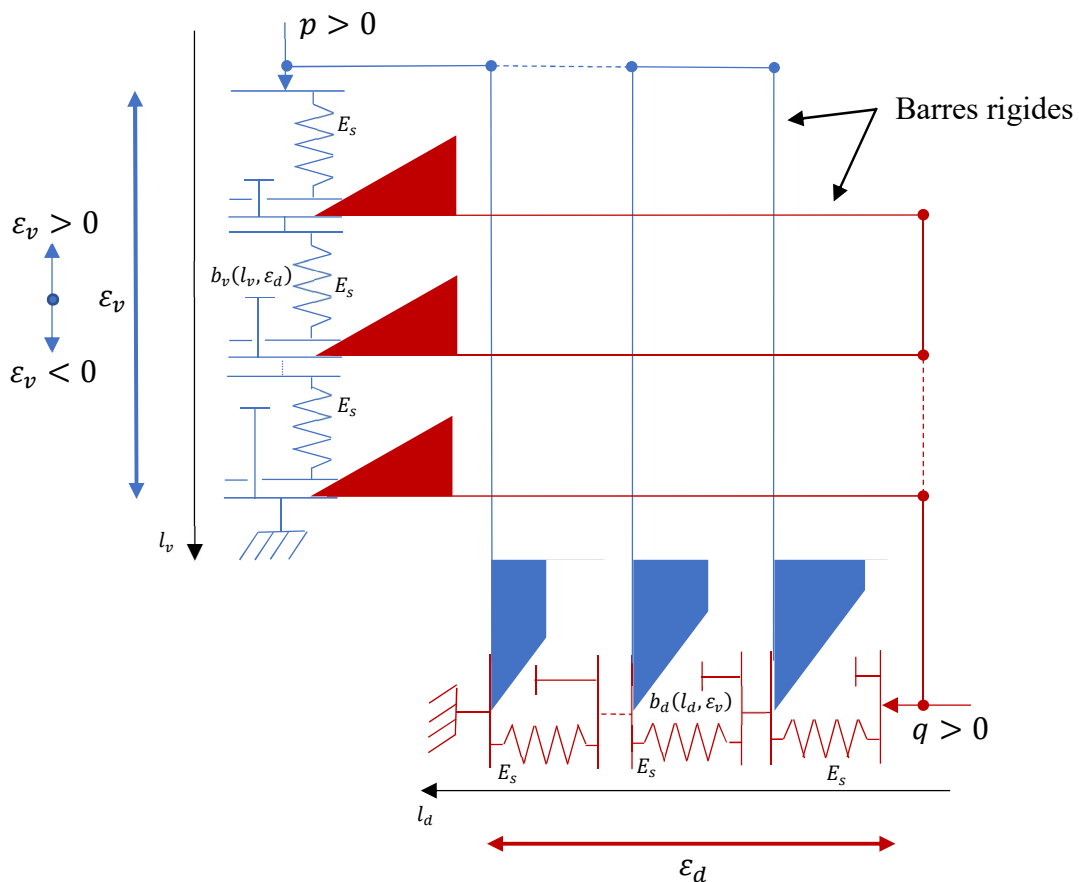 p > 0
Barres rigides
E_s
ε_v > 0
b_v(l_v, ε_d)
E_s
ε_v
ε_v < 0
E_s
l_v
b_d(l_d, ε_v)
q > 0
E_s
E_s
E_s
l_d
ε_d